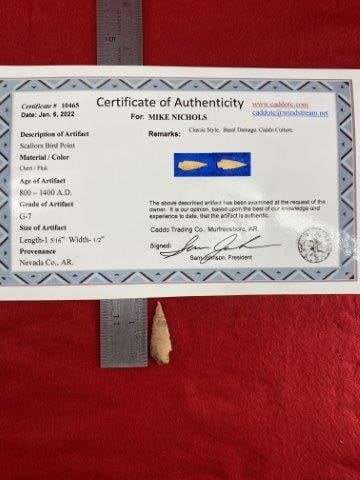 Certificate of Authenticity
Certificate # 10465
Date: Jan. 6, 2022
For: MIKE NICHOLS
www.caddotc.com
caddotc@windstream.net
Description of Artifact
Scallorn Bird Point
Material / Color
Chert / Pink
Age of Artifact
800 – 1400 A.D.
Grade of Artifact
G-7
Size of Artifact
Length-1 5/16" Width- 1/2"
Provenance
Nevada Co., AR.
Remarks: Classic Style, Basal Damage, Caddo Culture.
The above described artifact has been examined at the request of the
owner. It is our opinion, based upon the best of our knowledge and
experience to date, that the artifact is authentic.
Caddo Trading Co., Murfreesboro, AR.
Signed:
Sam Johnson, President